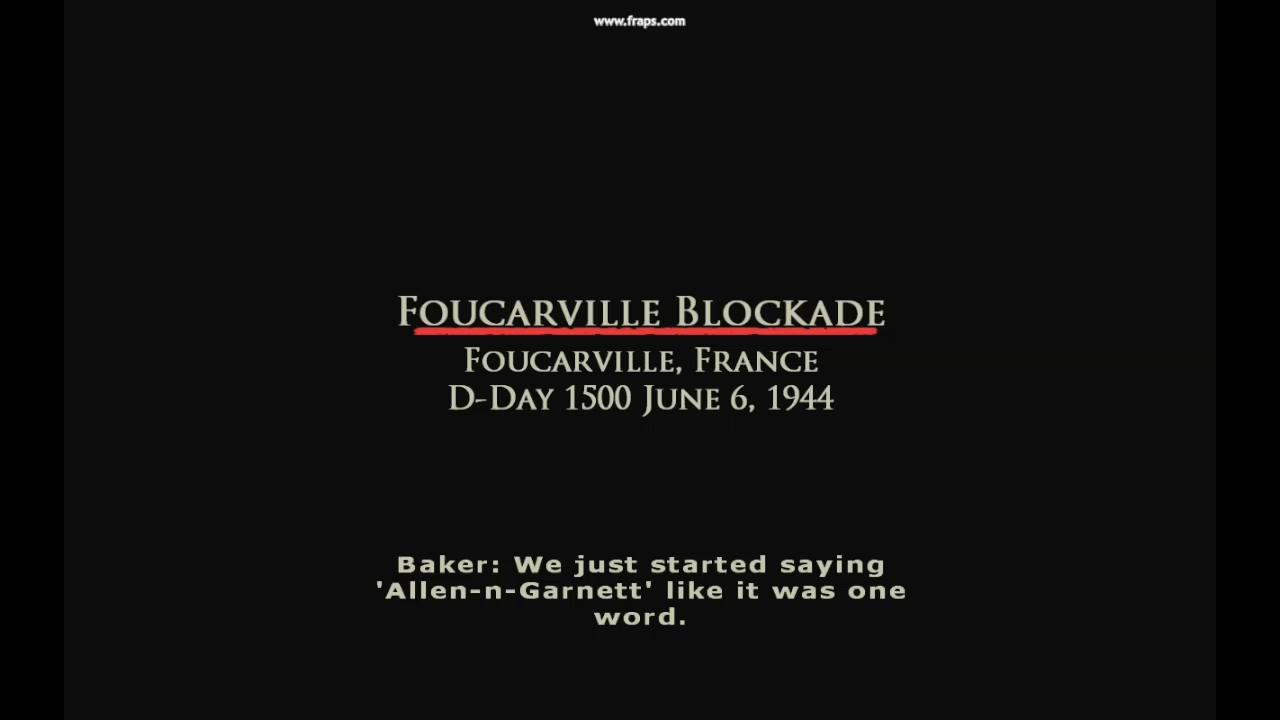 www.fraps.com
Foucarville Blockade
Foucarville, France
D-Day 1500 June 6, 1944
Baker: We just started saying
'Allen-n-Garnett' like it was one
word.